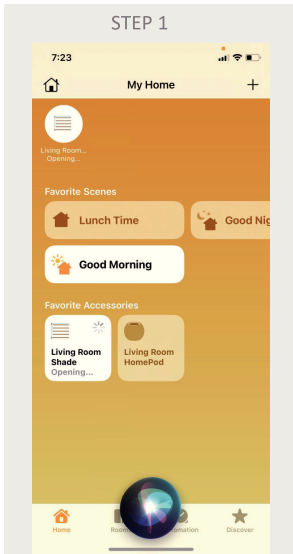 STEP 1
7:23
My Home
Living Room...
Opening...
Favorite Scenes
Lunch Time
Good Nig
Good Morning
Favorite Accessories
Living Room
Shade
Opening...
Living Room
HomePod
Home
Discover